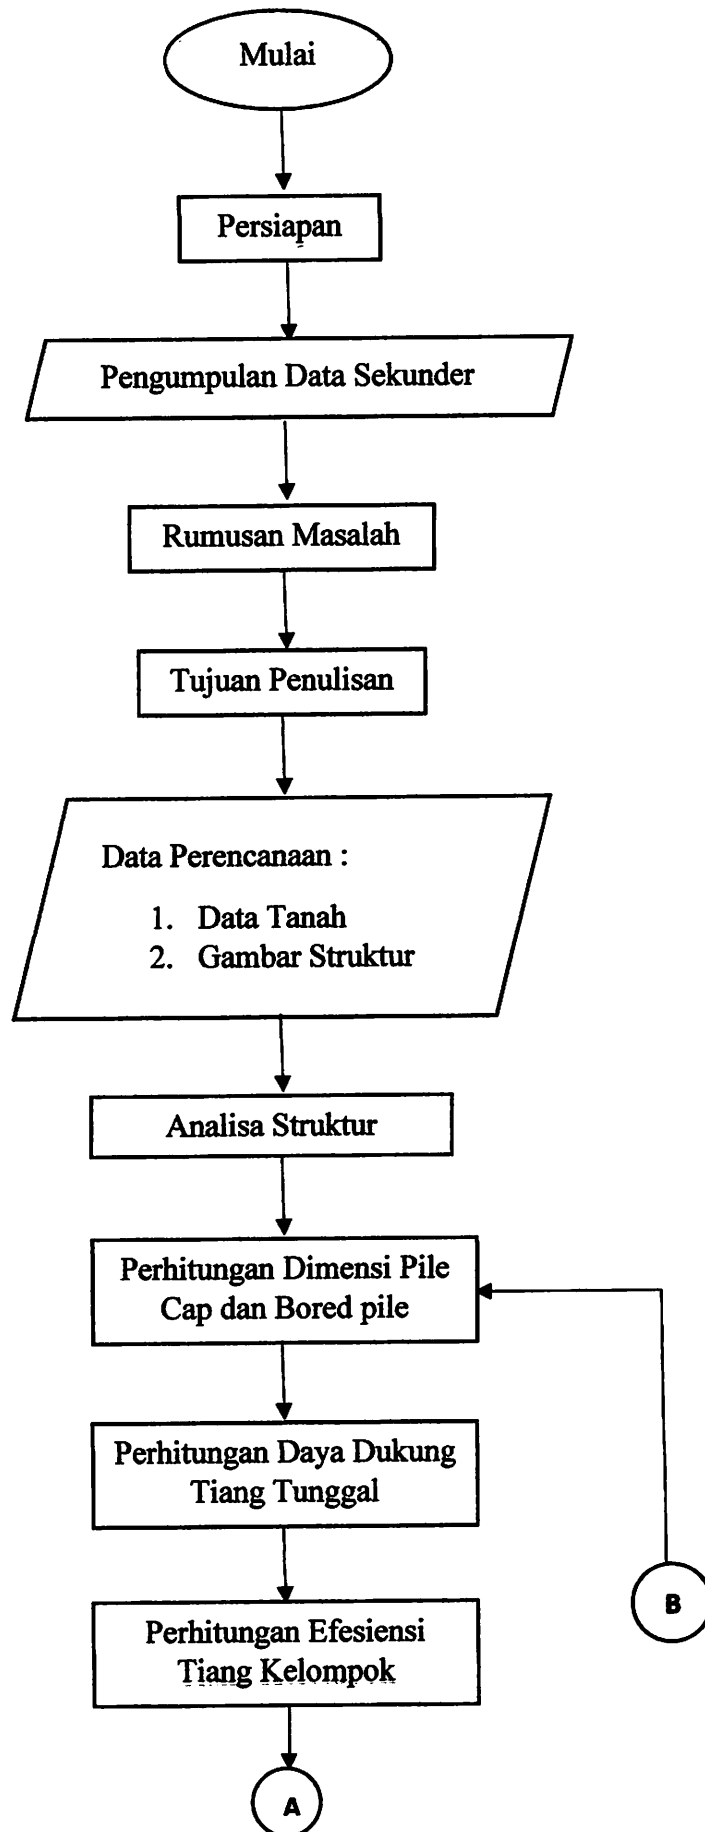 Mulai
Persiapan
Pengumpulan Data Sekunder
Rumusan Masalah
Tujuan Penulisan
Data Perencanaan :
1. Data Tanah
2. Gambar Struktur
Analisa Struktur
Perhitungan Dimensi Pile
Cap dan Bored pile
Perhitungan Daya Dukung
Tiang Tunggal
B
Perhitungan Efesiensi
Tiang Kelompok
A